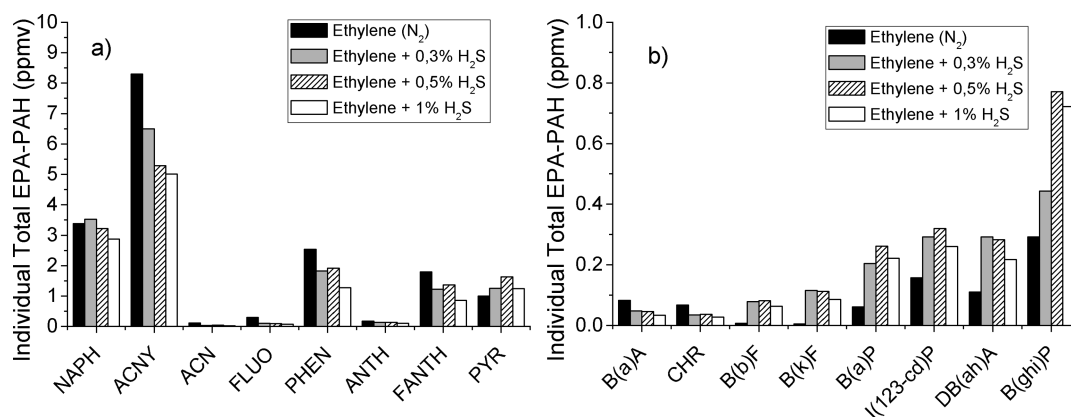 a)
Ethylene (N₂)
Ethylene + 0,3% H₂S
Ethylene + 0,5% H₂S
Ethylene + 1% H₂S
Individual Total EPA-PAH (ppmv)
10
9
8
7
6
5
4
3
2
1
0
NAPH
ACNY
ACN
FLUO
PHEN
ANTH
FANTH
PYR
b)
Ethylene (N₂)
Ethylene + 0,3% H₂S
Ethylene + 0,5% H₂S
Ethylene + 1% H₂S
Individual Total EPA-PAH (ppmv)
1.0
0.8
0.6
0.4
0.2
0.0
B(a)A
CHR
B(b)F
B(k)F
B(a)P
I(123-cd)P
DB(ah)A
B(ghi)P